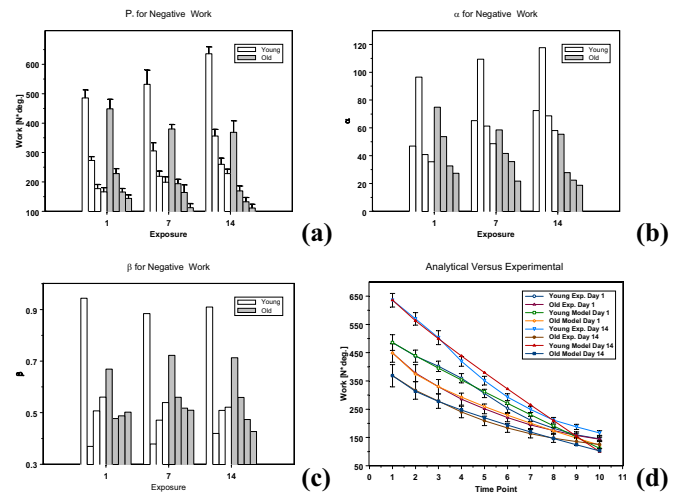 P. for Negative Work
Young
Old
Work [N*deg.]
600
500
400
300
200
100
1
7
14
Exposure
(a)
α for Negative Work
Young
Old
α
120
100
80
60
40
20
0
1
7
14
Exposure
(b)
β for Negative Work
Young
Old
β
0.9
0.7
0.5
0.3
1
7
14
Exposure
(c)
Analytical Versus Experimental
Young Exp. Day 1
Old Exp. Day 1
Young Model Day 1
Old Model Day 1
Young Exp. Day 14
Old Exp. Day 14
Young Model Day 14
Old Model Day 14
Work [N*deg.]
650
550
450
350
250
150
50
0 1 2 3 4 5 6 7 8 9 10 11
Time Point
(d)